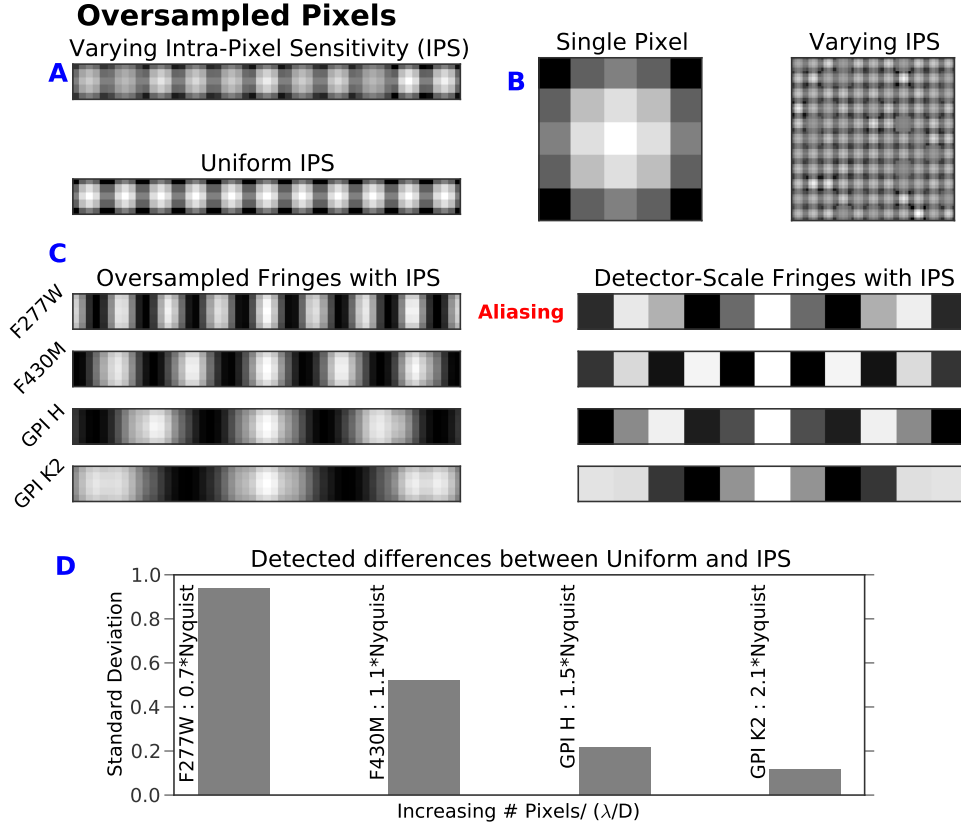 Oversampled Pixels
Varying Intra-Pixel Sensitivity (IPS)
A
Uniform IPS
B
Single Pixel
Varying IPS
C
Oversampled Fringes with IPS
Detector-Scale Fringes with IPS
F277W
Aliasing
F430M
GPI H
GPI K2
D
Detected differences between Uniform and IPS
Standard Deviation
1.0
0.8
0.6
0.4
0.2
0.0
F277W : 0.7*Nyquist
F430M : 1.1*Nyquist
GPI H : 1.5*Nyquist
GPI K2 : 2.1*Nyquist
Increasing # Pixels/ (λ/D)